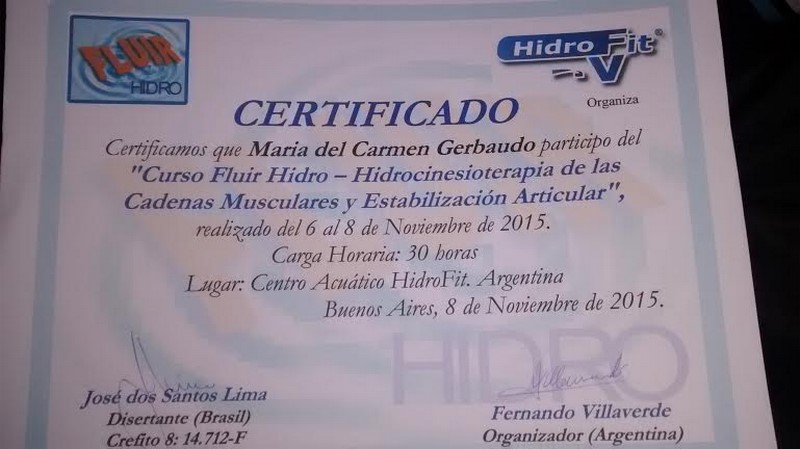 FLUIR
HIDRO
Hidro Fit®
V
Organiza
CERTIFICADO
Certificamos que Maria del Carmen Gerbaudo participo del
"Curso Fluir Hidro – Hidrocinesioterapia de las
Cadenas Musculares y Estabilización Articular",
realizado del 6 al 8 de Noviembre de 2015.
Carga Horaria: 30 horas
Lugar: Centro Acuático HidroFit. Argentina
Buenos Aires, 8 de Noviembre de 2015.
HIDRO
José dos Santos Lima
Disertante (Brasil)
Crefito 8: 14.712-F
Fernando Villaverde
Organizador (Argentina)